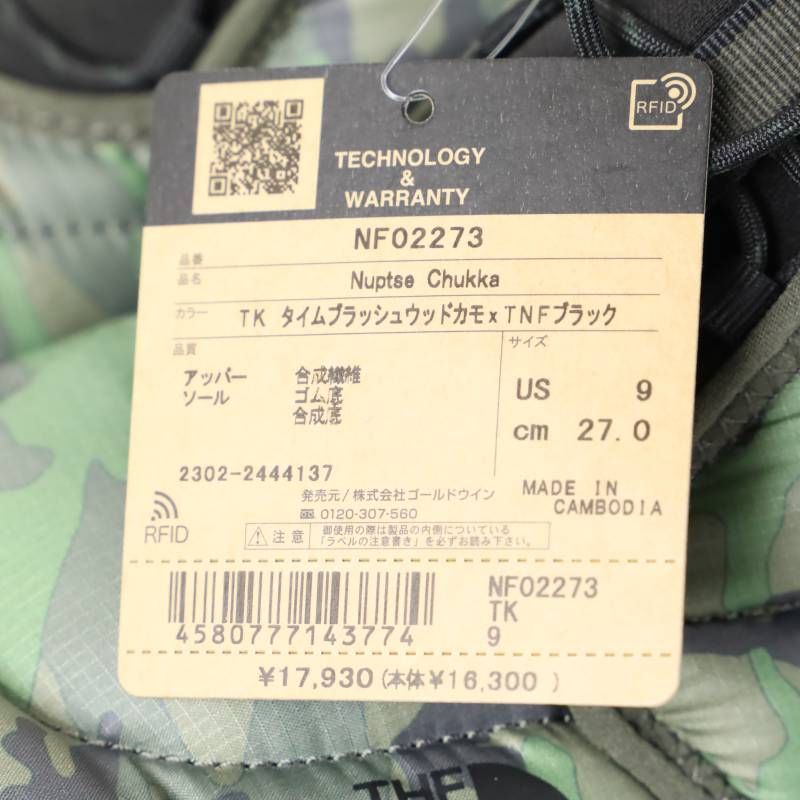 RFID
TECHNOLOGY
&
WARRANTY
品番 NF02273
品名 Nuptse Chukka
カラー TK タイムブラッシュウッドカモxTNFブラック
品質
アッパー 合成繊維
ソール ゴム底
合成底
サイズ
US 9
cm 27.0
2302-2444137
MADE IN
CAMBODIA
RFID
発売元/株式会社ゴールドウイン
0120-307-560
注意 御使用の際は製品の内側についている
「ラベルの注意書き」を必ずお読み下さい。
4580777143774
NF02273
TK
9
¥17,930(本体¥16,300 )
THE